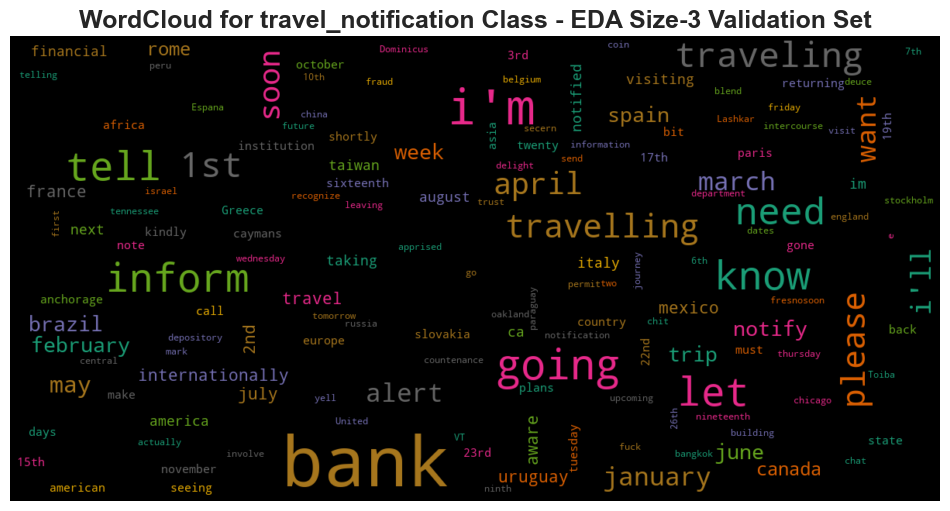 WordCloud for travel_notification Class - EDA Size-3 Validation Set
financial
rome
peru
telling
soon
october
10th
Dominicus
fraud
3rd
belgium
i'm
coin
traveling
7th
visiting
returning
deuce
blend
friday
Espana
china
future
africa
institution
shortly
notified
asia
secern
twenty
information
spain
bit
Lashkar
intercourse
visit
19th
want
tell
1st
week
taiwan
sixteenth
delight
send
17th
paris
department
im
france
israel
recognize
leaving
august
trust
april
march
stockholm
first
tennessee
Greece
next
kindly
caymans
note
wednesday
apprised
travelling
need
dates
england
gone
e
taking
go
italy
journey
6th
know
i'll
inform
anchorage
call
travel
tomorrow
russia
permit
two
fresnosoon
brazil
february
2nd
europe
slovakia
oakland
paraguay
ca
notification
country
chit
mexico
notify
must
back
please
depository
mark
central
countenance
going
22nd
trip
thursday
may
internationally
make
july
alert
plans
upcoming
let
Toiba
chicago
yell
United
america
days
actually
involve
bank
VT
23rd
aware
tuesday
26th
nineteenth
building
state
15th
november
american
seeing
ninth
uruguay
fuck
bangkok
january
june
canada
chat